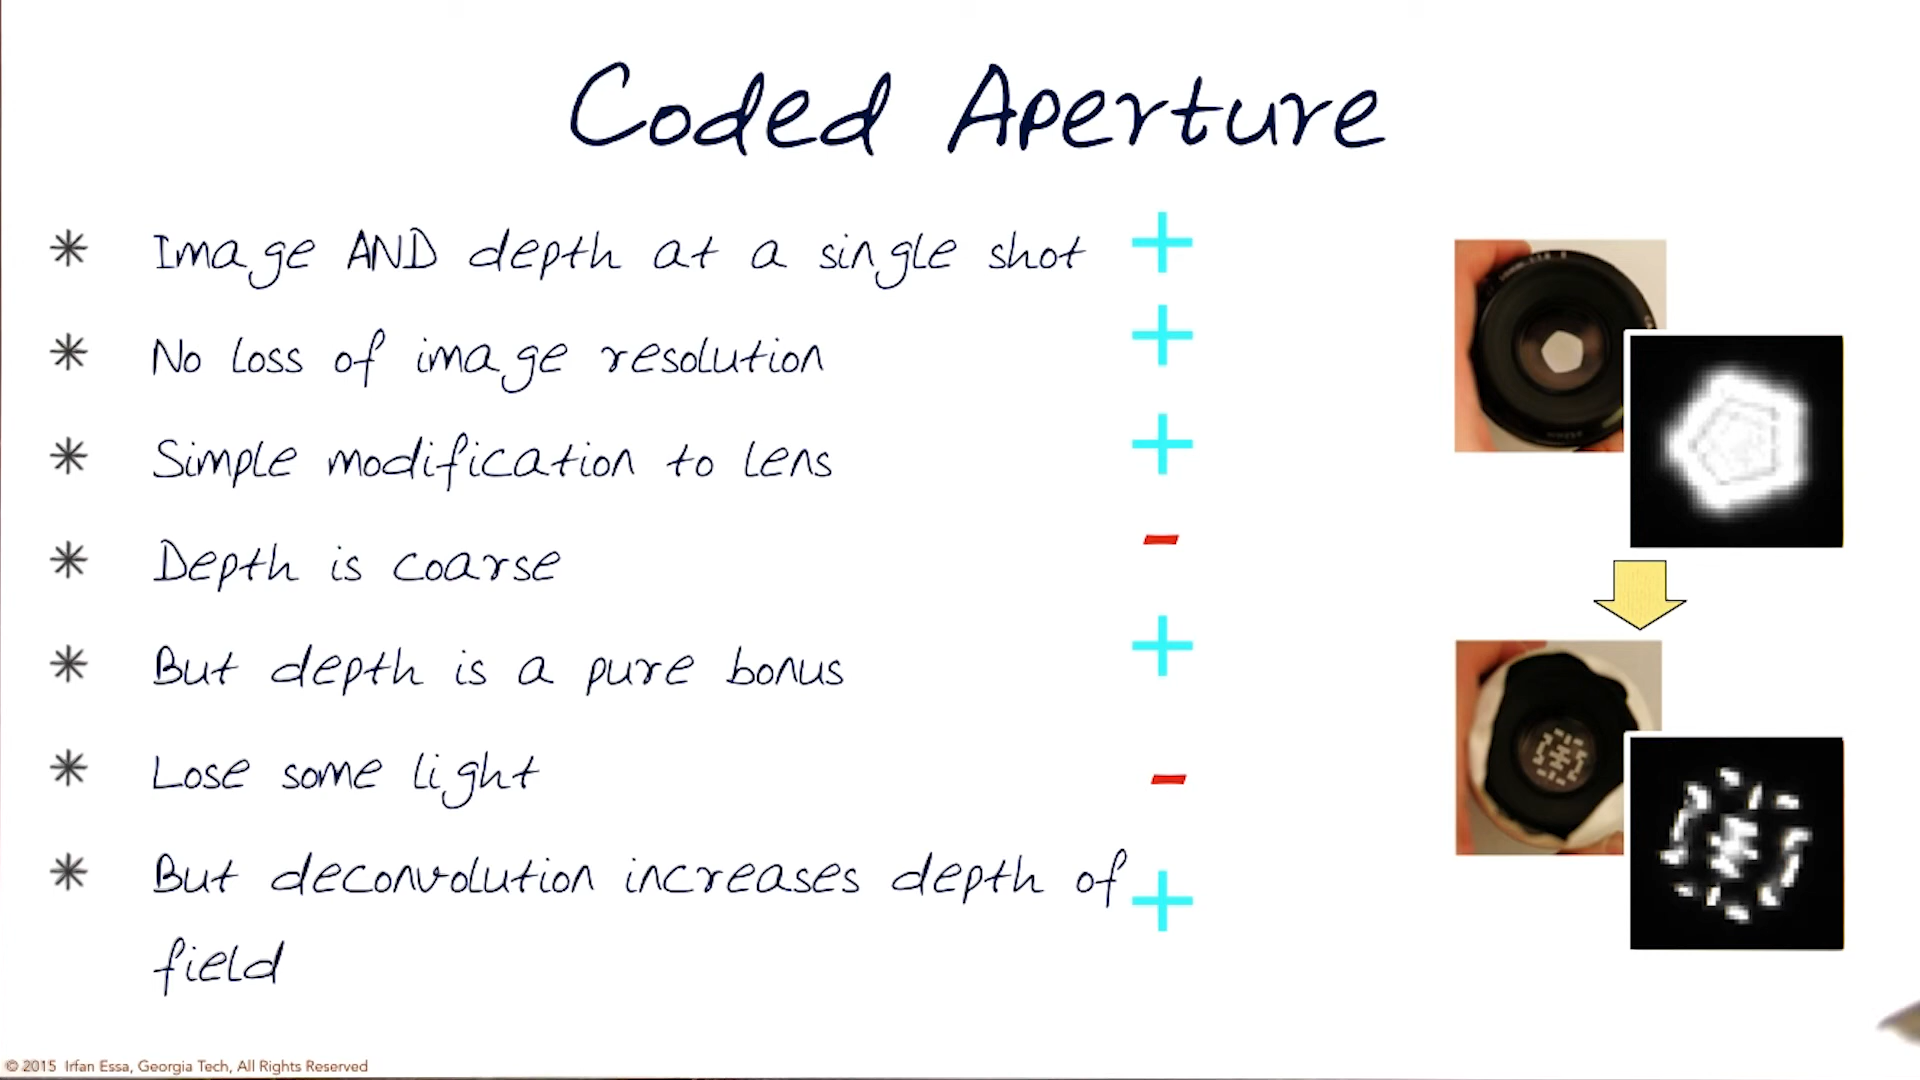 Coded Aperture
Image AND depth at a single shot +
No loss of image resolution +
Simple modification to lens +
Depth is coarse -
But depth is a pure bonus +
Lose some light -
But deconvolution increases depth of +
field
© 2015 Irfan Essa, Georgia Tech, All Rights Reserved